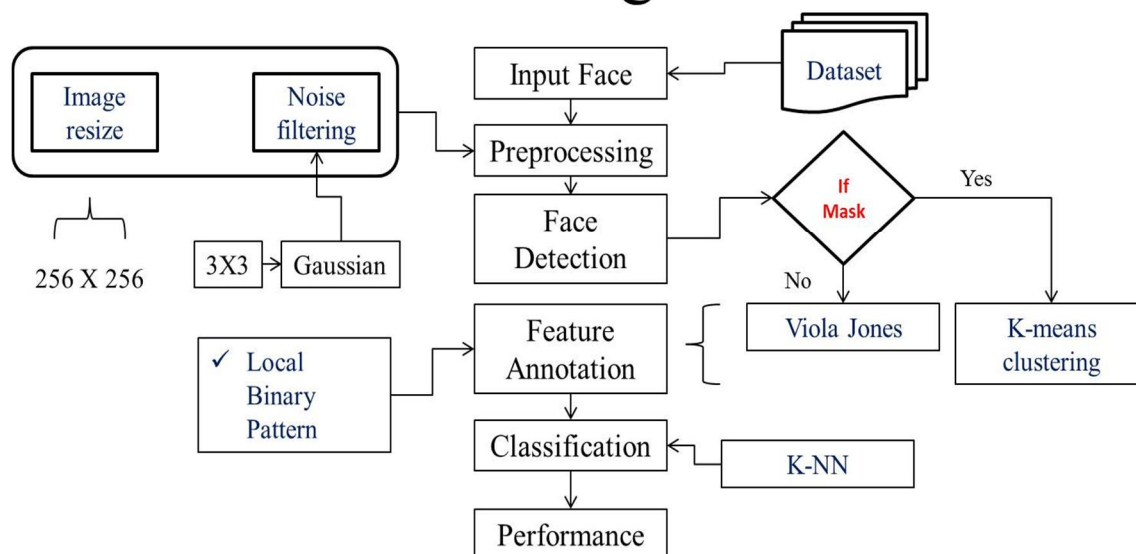 Input Face
Dataset
Image
resize
Noise
filtering
Preprocessing
If
Mask
Yes
Face
Detection
3X3
Gaussian
256 X 256
No
Viola Jones
K-means
clustering
Feature
Annotation
✓ Local
Binary
Pattern
Classification
K-NN
Performance